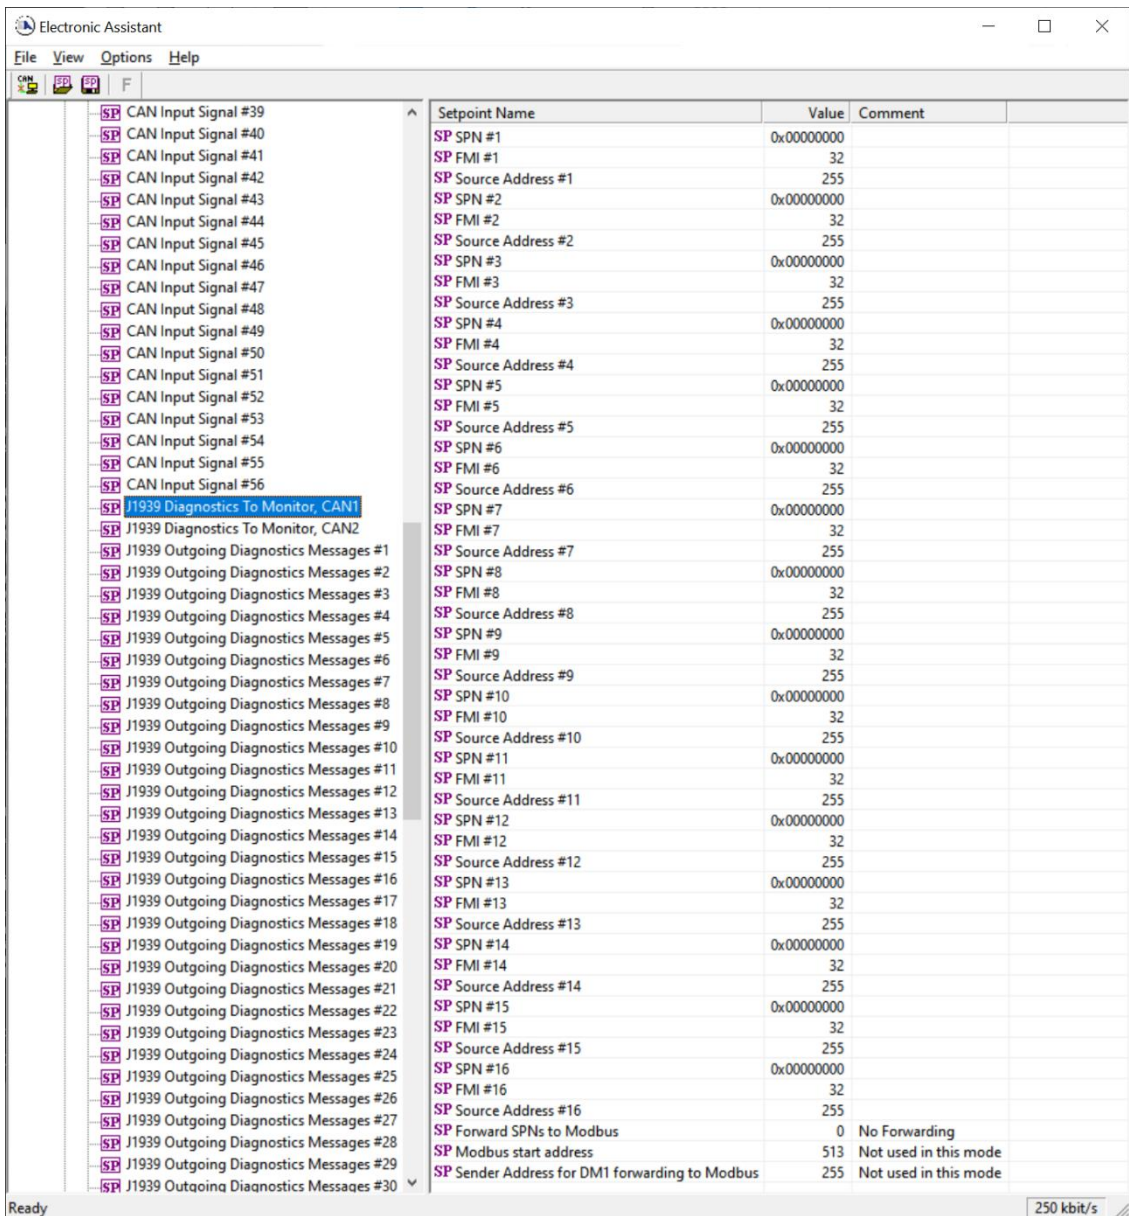 Electronic Assistant
File View Options Help
CAN SP SP F
SP CAN Input Signal #39
SP CAN Input Signal #40
SP CAN Input Signal #41
SP CAN Input Signal #42
SP CAN Input Signal #43
SP CAN Input Signal #44
SP CAN Input Signal #45
SP CAN Input Signal #46
SP CAN Input Signal #47
SP CAN Input Signal #48
SP CAN Input Signal #49
SP CAN Input Signal #50
SP CAN Input Signal #51
SP CAN Input Signal #52
SP CAN Input Signal #53
SP CAN Input Signal #54
SP CAN Input Signal #55
SP CAN Input Signal #56
SP J1939 Diagnostics To Monitor, CAN1
SP J1939 Diagnostics To Monitor, CAN2
SP J1939 Outgoing Diagnostics Messages #1
SP J1939 Outgoing Diagnostics Messages #2
SP J1939 Outgoing Diagnostics Messages #3
SP J1939 Outgoing Diagnostics Messages #4
SP J1939 Outgoing Diagnostics Messages #5
SP J1939 Outgoing Diagnostics Messages #6
SP J1939 Outgoing Diagnostics Messages #7
SP J1939 Outgoing Diagnostics Messages #8
SP J1939 Outgoing Diagnostics Messages #9
SP J1939 Outgoing Diagnostics Messages #10
SP J1939 Outgoing Diagnostics Messages #11
SP J1939 Outgoing Diagnostics Messages #12
SP J1939 Outgoing Diagnostics Messages #13
SP J1939 Outgoing Diagnostics Messages #14
SP J1939 Outgoing Diagnostics Messages #15
SP J1939 Outgoing Diagnostics Messages #16
SP J1939 Outgoing Diagnostics Messages #17
SP J1939 Outgoing Diagnostics Messages #18
SP J1939 Outgoing Diagnostics Messages #19
SP J1939 Outgoing Diagnostics Messages #20
SP J1939 Outgoing Diagnostics Messages #21
SP J1939 Outgoing Diagnostics Messages #22
SP J1939 Outgoing Diagnostics Messages #23
SP J1939 Outgoing Diagnostics Messages #24
SP J1939 Outgoing Diagnostics Messages #25
SP J1939 Outgoing Diagnostics Messages #26
SP J1939 Outgoing Diagnostics Messages #27
SP J1939 Outgoing Diagnostics Messages #28
SP J1939 Outgoing Diagnostics Messages #29
SP J1939 Outgoing Diagnostics Messages #30
Setpoint Name Value Comment
SP SPN #1 0x00000000
SP FMI #1 32
SP Source Address #1 255
SP SPN #2 0x00000000
SP FMI #2 32
SP Source Address #2 255
SP SPN #3 0x00000000
SP FMI #3 32
SP Source Address #3 255
SP SPN #4 0x00000000
SP FMI #4 32
SP Source Address #4 255
SP SPN #5 0x00000000
SP FMI #5 32
SP Source Address #5 255
SP SPN #6 0x00000000
SP FMI #6 32
SP Source Address #6 255
SP SPN #7 0x00000000
SP FMI #7 32
SP Source Address #7 255
SP SPN #8 0x00000000
SP FMI #8 32
SP Source Address #8 255
SP SPN #9 0x00000000
SP FMI #9 32
SP Source Address #9 255
SP SPN #10 0x00000000
SP FMI #10 32
SP Source Address #10 255
SP SPN #11 0x00000000
SP FMI #11 32
SP Source Address #11 255
SP SPN #12 0x00000000
SP FMI #12 32
SP Source Address #12 255
SP SPN #13 0x00000000
SP FMI #13 32
SP Source Address #13 255
SP SPN #14 0x00000000
SP FMI #14 32
SP Source Address #14 255
SP SPN #15 0x00000000
SP FMI #15 32
SP Source Address #15 255
SP SPN #16 0x00000000
SP FMI #16 32
SP Source Address #16 255
SP Forward SPNs to Modbus 0 No Forwarding
SP Modbus start address 513 Not used in this mode
SP Sender Address for DM1 forwarding to Modbus 255 Not used in this mode
Ready 250 kbit/s